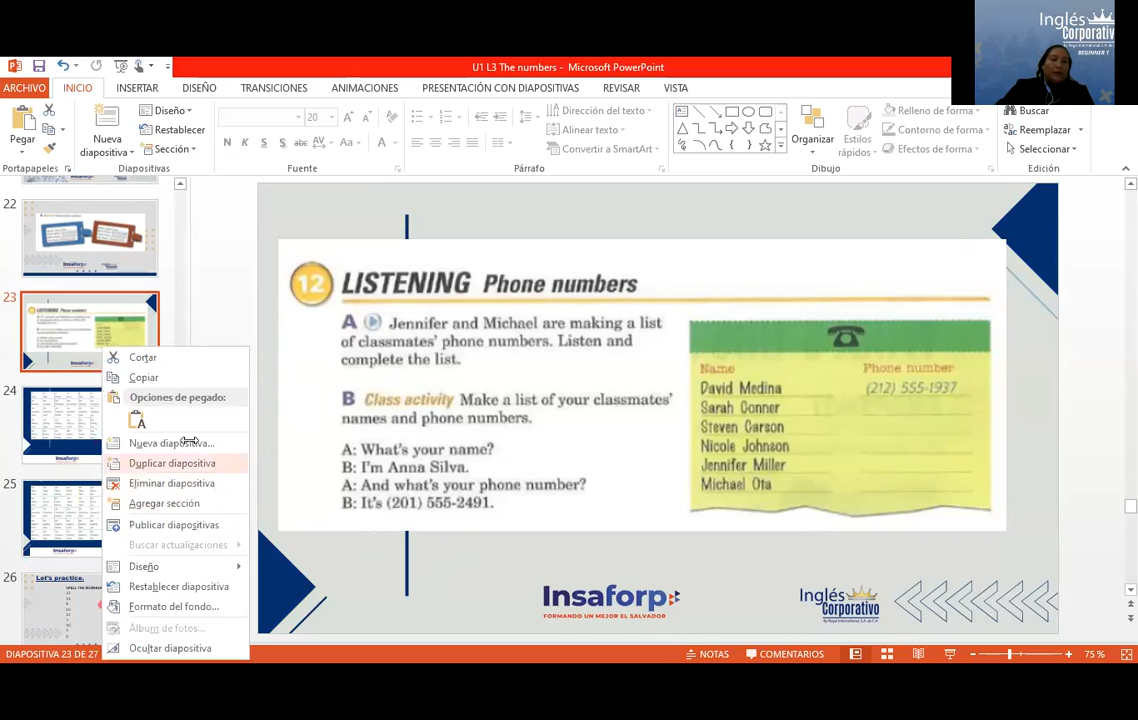 Inglés
Corporativo
BEGINNER 1
U1 L3 The numbers - Microsoft PowerPoint
ARCHIVO INICIO INSERTAR DISEÑO TRANSICIONES ANIMACIONES PRESENTACIÓN CON DIAPOSITIVAS REVISAR VISTA
Pegar
Nueva diapositiva
Diseño
Restablecer
Sección
20
N K S S abc AV Aa A
Dirección del texto
Alinear texto
Convertir a SmartArt
Organizar
Estilos rápidos
Relleno de forma
Contorno de forma
Efectos de forma
Buscar
Reemplazar
Seleccionar
Portapapeles Diapositivas Fuente Párrafo Dibujo Edición
22
23
24
25
26
Let's practice.
Cortar
Copiar
Opciones de pegado:
Nueva diapositiva...
Duplicar diapositiva
Eliminar diapositiva
Agregar sección
Publicar diapositivas
Buscar actualizaciones
Diseño
Restablecer diapositiva
Formato del fondo...
Álbum de fotos...
Ocultar diapositiva
12 LISTENING Phone numbers
A Jennifer and Michael are making a list
of classmates' phone numbers. Listen and
complete the list.
B Class activity Make a list of your classmates'
names and phone numbers.
A: What's your name?
B: I'm Anna Silva.
A: And what's your phone number?
B: It's (201) 555-2491.
Name Phone number
David Medina (212) 555-1937
Sarah Conner
Steven Carson
Nicole Johnson
Jennifer Miller
Michael Ota
Insaforp
FORMANDO UN MEJOR EL SALVADOR
Inglés
Corporativo
DIAPOSITIVA 23 DE 27 NOTAS COMENTARIOS 75 %